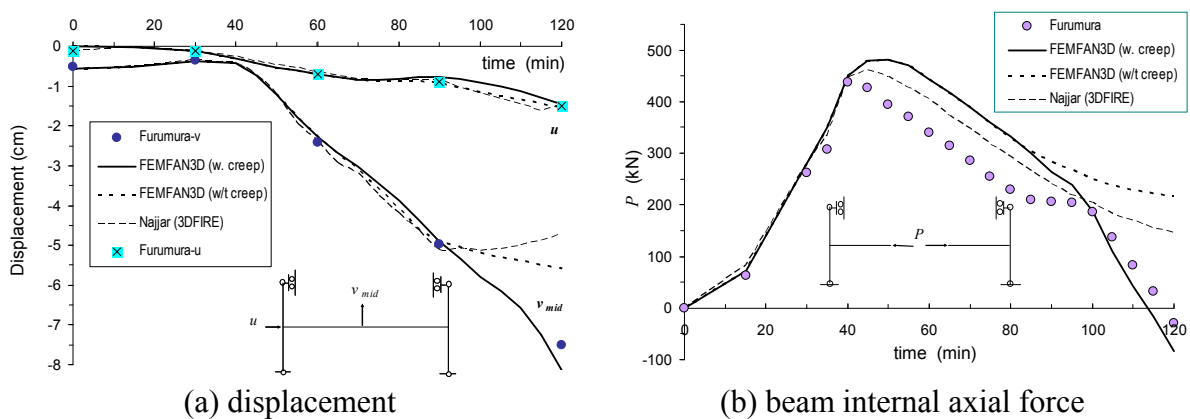 0 20 40 60 80 100 120
time (min)
0
-1
-2
-3
-4
-5
-6
-7
-8
Displacement (cm)
Furumura-v
FEMFAN3D (w. creep)
FEMFAN3D (w/t creep)
Najjar (3DFIRE)
Furumura-u
u
v mid
u
v mid
(a) displacement
500
400
300
200
100
0
-100
P (kN)
Furumura
FEMFAN3D (w. creep)
FEMFAN3D (w/t creep)
Najjar (3DFIRE)
P
0 20 40 60 80 100 120
time (min)
(b) beam internal axial force